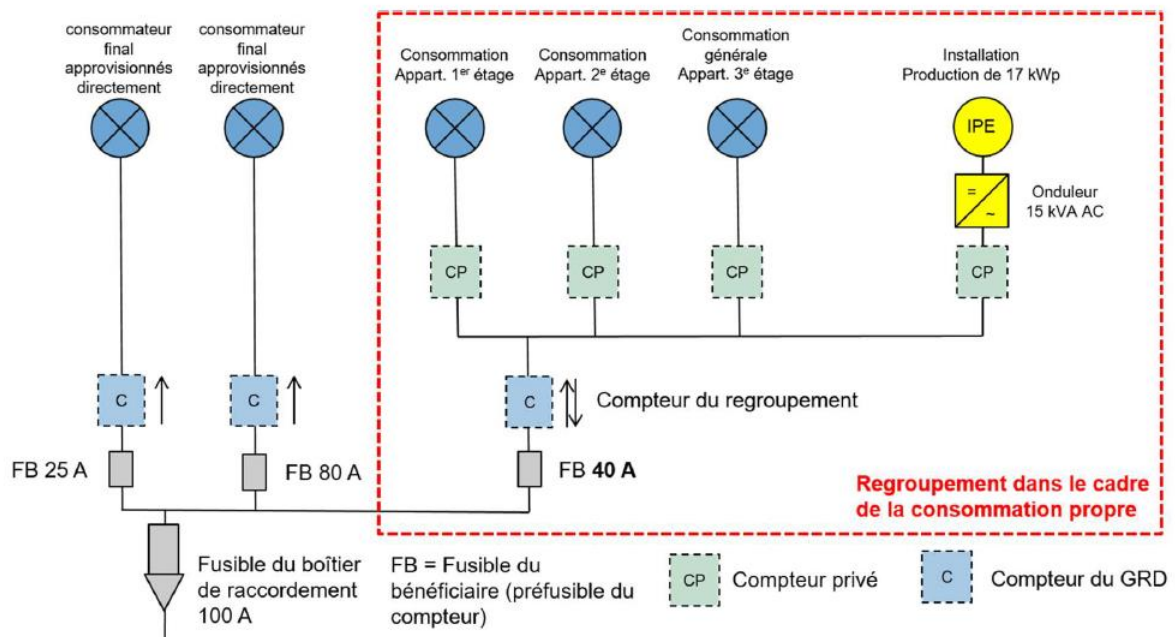 consommateur
final
approvisionnés
directement
consommateur
final
approvisionnés
directement
Consommation
Appart. 1er étage
Consommation
Appart. 2e étage
Consommation
générale
Appart. 3e étage
Installation
Production de 17 kWp
IPE
=
~
Onduleur
15 kVA AC
CP
CP
CP
CP
C
C
C
Compteur du regroupement
FB 25 A
FB 80 A
FB 40 A
Regroupement dans le cadre
de la consommation propre
Fusible du boîtier
de raccordement
100 A
FB = Fusible du
bénéficiaire (préfusible du
compteur)
CP
Compteur privé
C
Compteur du GRD